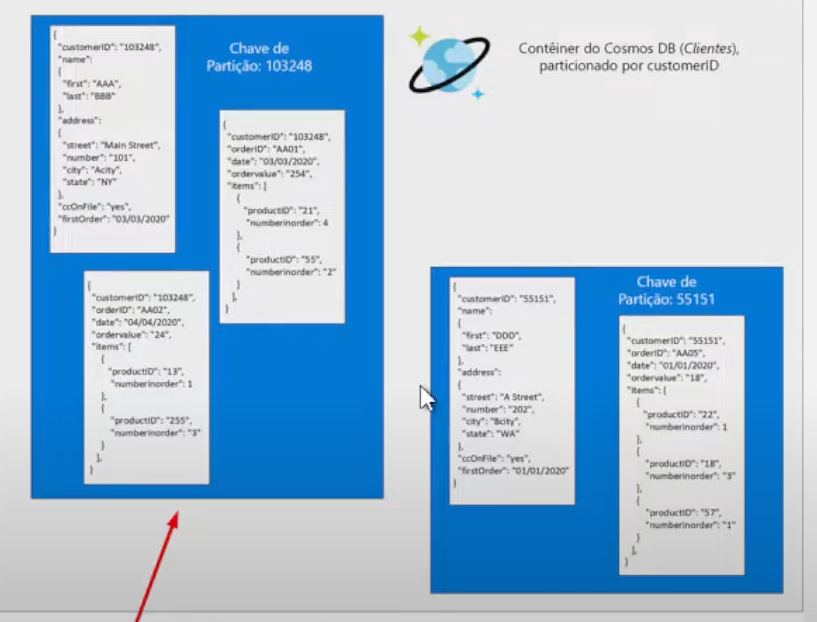 {
"customerID": "103248",
"name":
{
"first": "AAA",
"last": "BBB"
},
"address":
{
"street": "Main Street",
"number": "101",
"city": "Acity",
"state": "NY"
},
"ccOnFile": "yes",
"firstOrder": "03/03/2020"
}
Chave de
Partição: 103248
{
"customerID": "103248",
"orderID": "AA01",
"date": "03/03/2020",
"ordervalue": "254",
"items": [
{
"productID": "21",
"numberinorder": 4
},
{
"productID": "55",
"numberinorder": "2"
}
],
}
{
"customerID": "103248",
"orderID": "AA02",
"date": "04/04/2020",
"ordervalue": "24",
"items": [
{
"productID": "13",
"numberinorder": 1
},
{
"productID": "255",
"numberinorder": "3"
}
],
}
Contêiner do Cosmos DB (Clientes),
particionado por customerID
{
"customerID": "55151",
"name":
{
"first": "DDD",
"last": "EEE"
},
"address":
{
"street": "A Street",
"number": "202",
"city": "Bcity",
"state": "WA"
},
"ccOnFile": "yes",
"firstOrder": "01/01/2020"
}
Chave de
Partição: 55151
{
"customerID": "55151",
"orderID": "AA05",
"date": "01/01/2020",
"ordervalue": "18",
"items": [
{
"productID": "22",
"numberinorder": 1
},
{
"productID": "18",
"numberinorder": "3"
},
{
"productID": "57",
"numberinorder": "1"
}
],
}